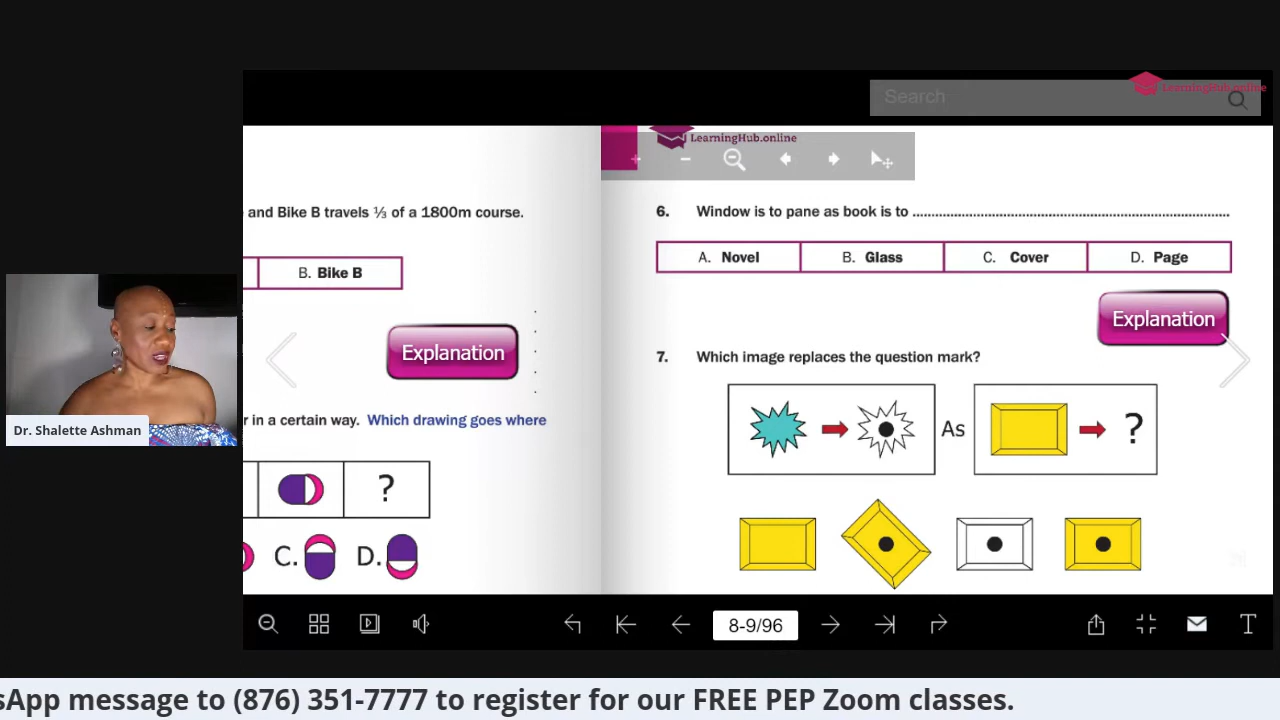 Search
LearningHub.online
LearningHub.online
and Bike B travels ⅓ of a 1800m course.
B. Bike B
Explanation
r in a certain way. Which drawing goes where
?
C.
D.
6. Window is to pane as book is to ........................................................................................
A. Novel
B. Glass
C. Cover
D. Page
Explanation
7. Which image replaces the question mark?
As
?
Dr. Shalette Ashman
8-9/96
T
sApp message to (876) 351-7777 to register for our FREE PEP Zoom classes.